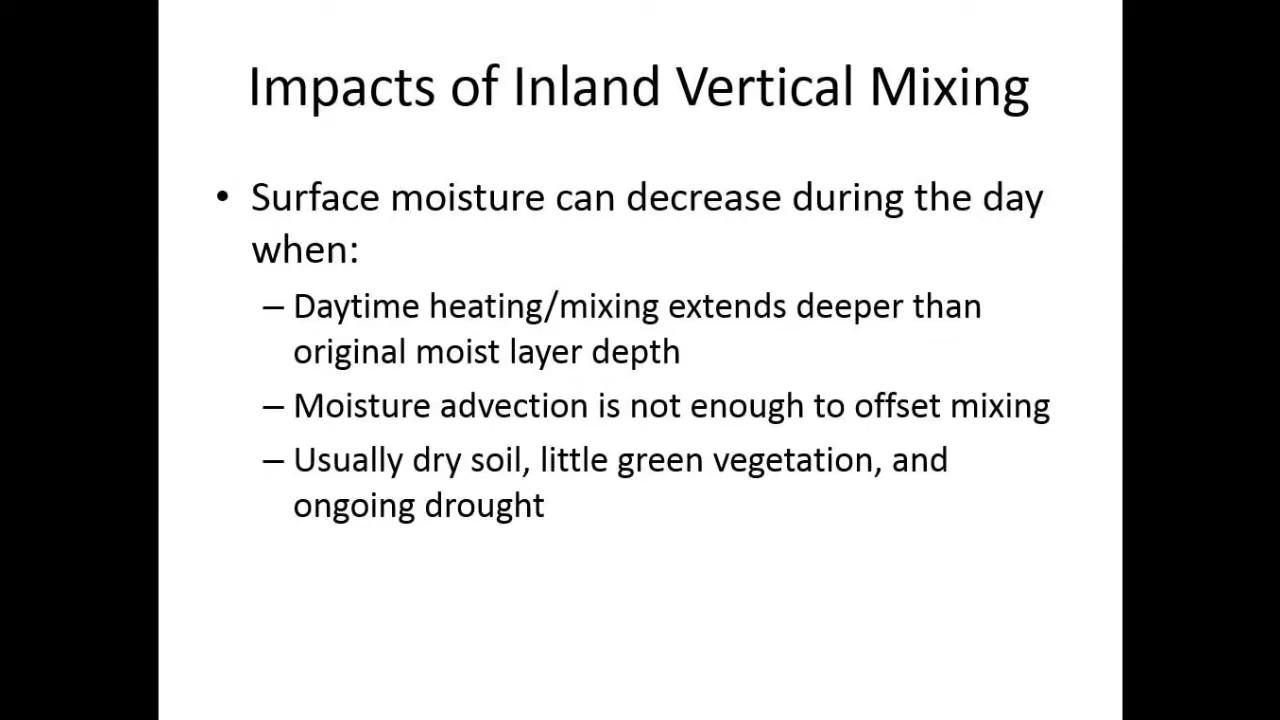 Impacts of Inland Vertical Mixing
• Surface moisture can decrease during the day
when:
– Daytime heating/mixing extends deeper than
original moist layer depth
– Moisture advection is not enough to offset mixing
– Usually dry soil, little green vegetation, and
ongoing drought